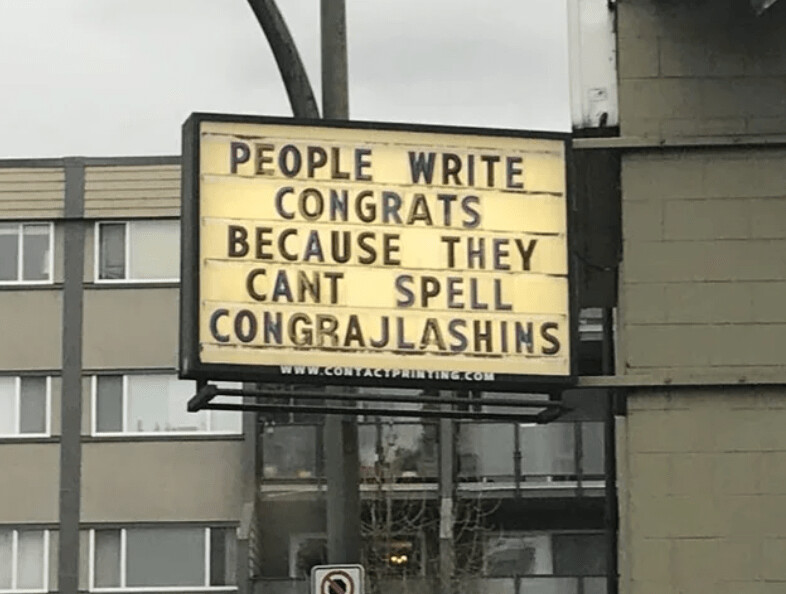 PEOPLE WRITE
CONGRATS
BECAUSE THEY
CANT SPELL
CONGRAJLASHINS
WWW.CONTACTPRINTING.COM